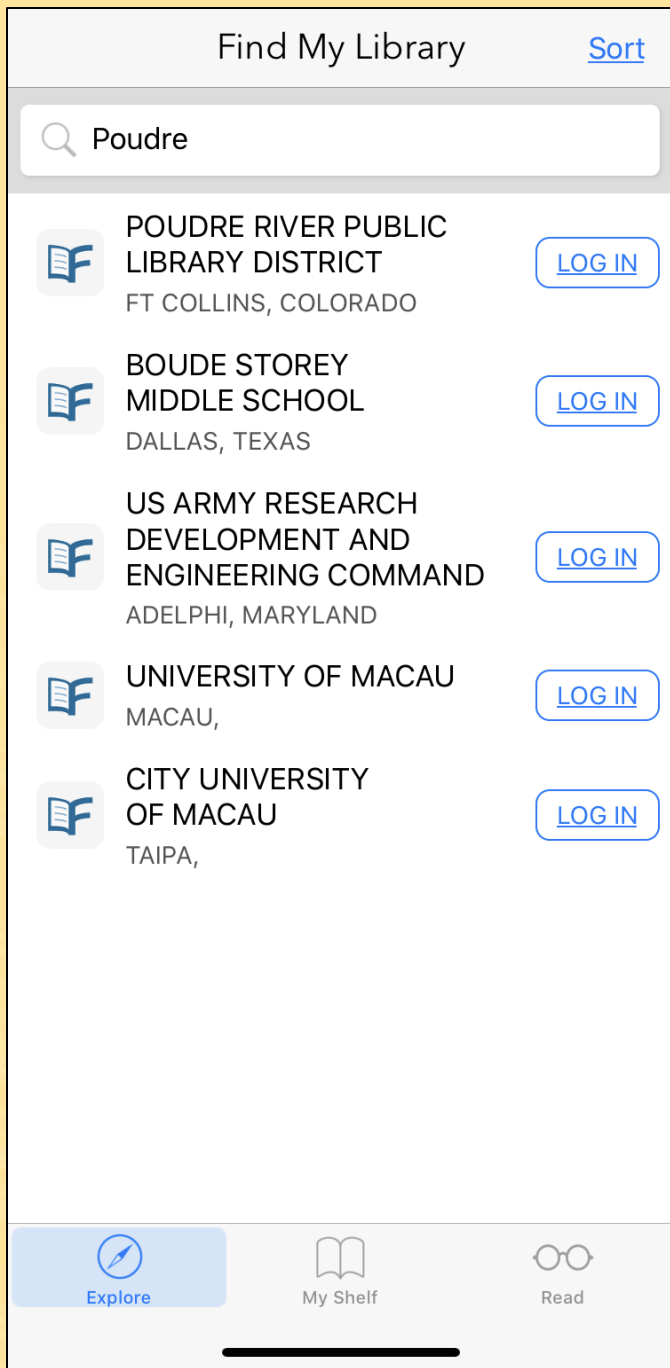 Find My Library
Sort
Poudre
POUDRE RIVER PUBLIC
LIBRARY DISTRICT
FT COLLINS, COLORADO
LOG IN
BOUDE STOREY
MIDDLE SCHOOL
DALLAS, TEXAS
LOG IN
US ARMY RESEARCH
DEVELOPMENT AND
ENGINEERING COMMAND
ADELPHI, MARYLAND
LOG IN
UNIVERSITY OF MACAU
MACAU,
LOG IN
CITY UNIVERSITY
OF MACAU
TAIPA,
LOG IN
Explore
My Shelf
Read